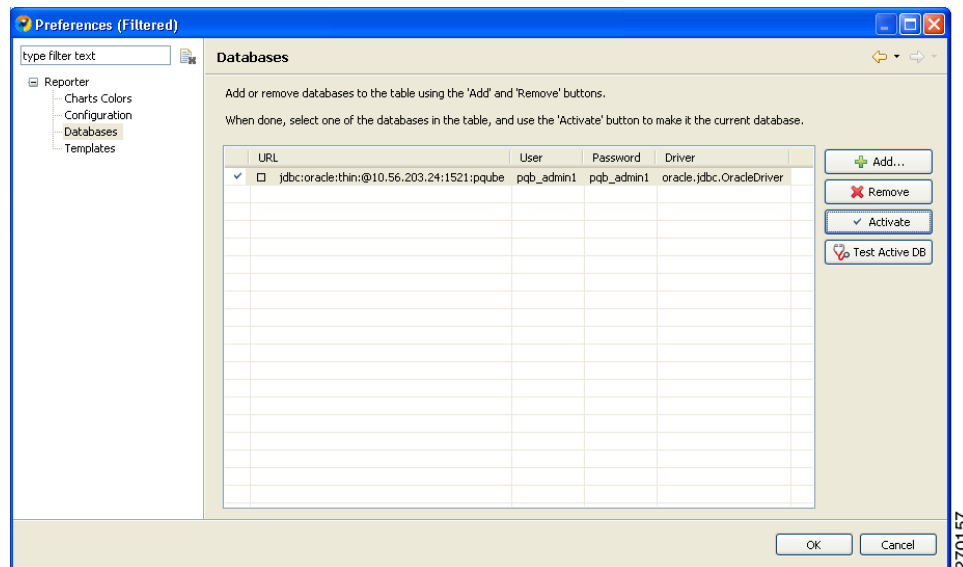 Preferences (Filtered)
type filter text
Databases
Reporter
Charts Colors
Configuration
Databases
Templates
Add or remove databases to the table using the 'Add' and 'Remove' buttons.
When done, select one of the databases in the table, and use the 'Activate' button to make it the current database.
URL User Password Driver
jdbc:oracle:thin:@10.56.203.24:1521:pqube pqb_admin1 pqb_admin1 oracle.jdbc.OracleDriver
Add...
Remove
Activate
Test Active DB
OK Cancel
270157